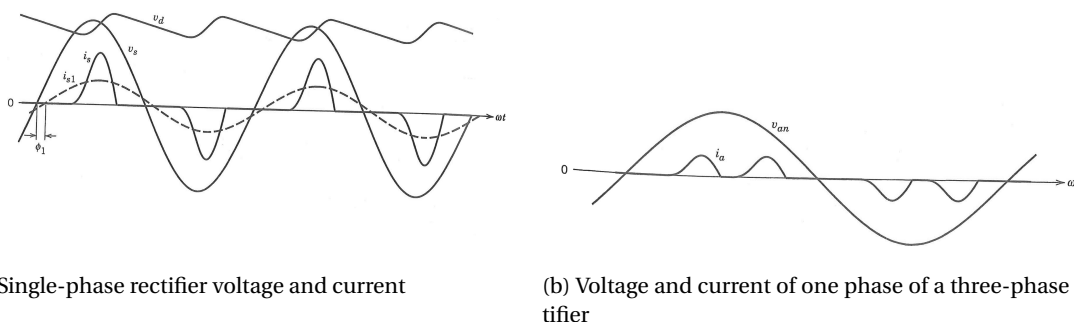 v_d
v_s
i_s
i_s1
0
ωt
ϕ_1
v_an
i_a
0
ω
Single-phase rectifier voltage and current
(b) Voltage and current of one phase of a three-phase
tifier